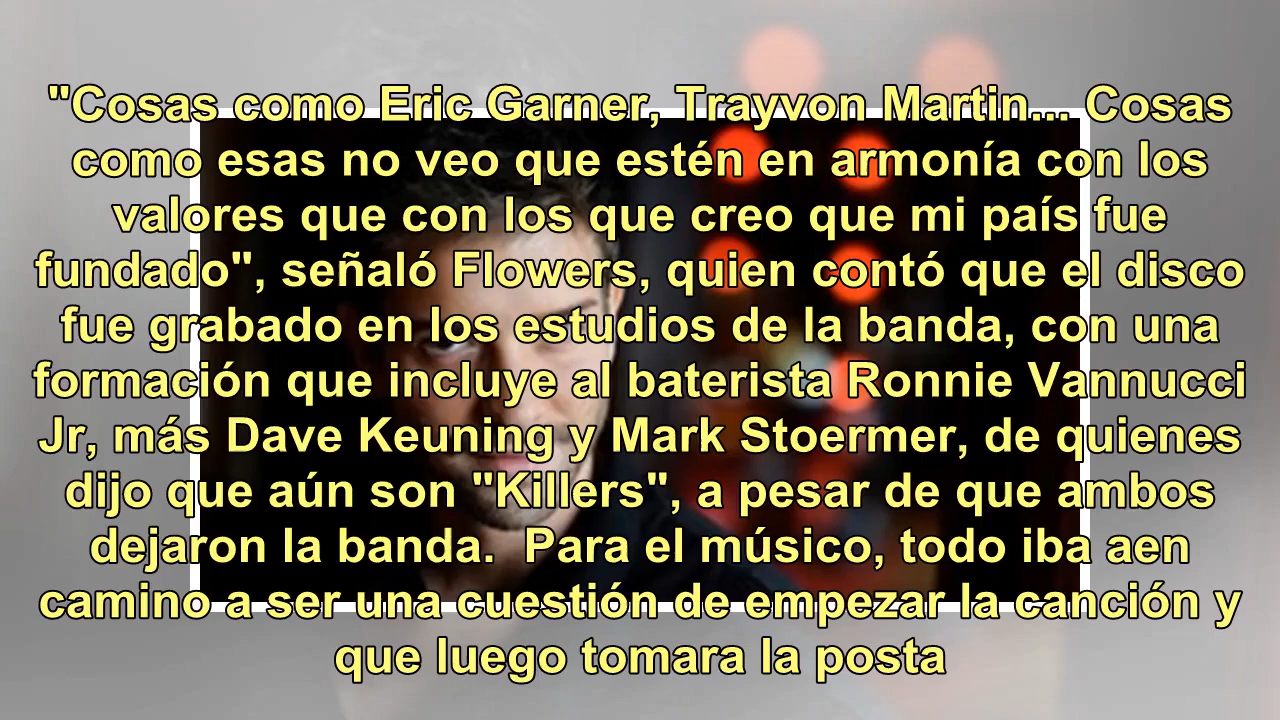 "Cosas como Eric Garner, Trayvon Martin... Cosas
como esas no veo que estén en armonía con los
valores que con los que creo que mi país fue
fundado", señaló Flowers, quien contó que el disco
fue grabado en los estudios de la banda, con una
formación que incluye al baterista Ronnie Vannucci
Jr, más Dave Keuning y Mark Stoermer, de quienes
dijo que aún son "Killers", a pesar de que ambos
dejaron la banda.  Para el músico, todo iba aen
camino a ser una cuestión de empezar la canción y
que luego tomara la posta